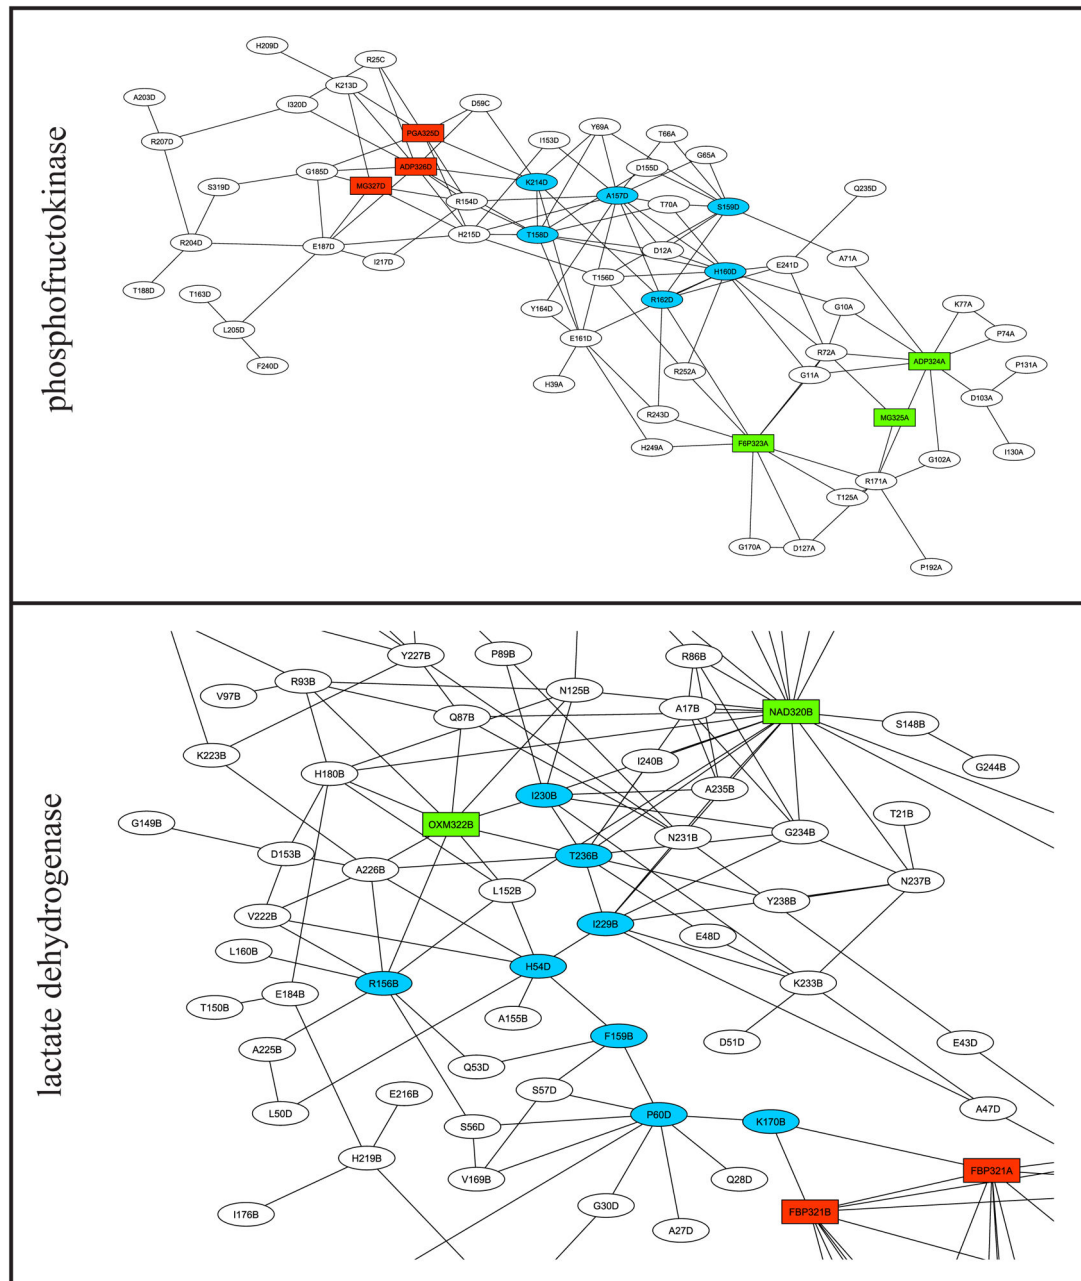 phosphofructokinase
H209D
R25C
K213D
A203D
I320D
D59C
R207D
PGA325D
I153D
Y69A
T66A
G65A
D155D
ADP326D
G185D
MG327D
S319D
K214D
A157D
Q235D
R154D
T70A
S159D
H215D
T158D
R204D
E187D
D12A
I217D
A71A
E241D
H160D
T156D
T188D
T163D
R162D
Y164D
G10A
K77A
L205D
P74A
E161D
R72A
ADP324A
F240D
R252A
G11A
P131A
H39A
D103A
R243D
MG325A
H249A
F6P323A
G102A
I130A
R171A
T125A
G170A
D127A
P192A
lactate dehydrogenase
Y227B
P89B
R86B
R93B
N125B
V97B
Q87B
A17B
NAD320B
S148B
K223B
I240B
G244B
H180B
A235B
I230B
G149B
OXM322B
T21B
N231B
G234B
D153B
T236B
A226B
N237B
L152B
Y238B
V222B
I229B
E48D
L160B
H54D
R156B
K233B
E184B
T150B
A155B
F159B
D51D
E43D
A225B
Q53D
S57D
E216B
L50D
A47D
P60D
K170B
S56D
H219B
V169B
Q28D
FBP321A
G30D
I176B
FBP321B
A27D